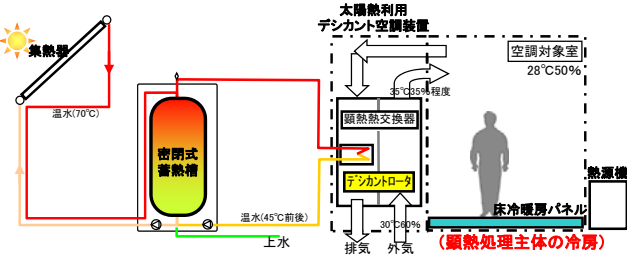 太陽熱利用
デシカント空調装置
集熱器
空調対象室
28℃50%
35℃35%程度
温水(70℃)
顕熱熱交換器
密閉式
蓄熱槽
熱源機
デシカントロータ
床冷暖房パネル
温水(45℃前後)
30℃60%
上水
排気
外気
(顕熱処理主体の冷房)